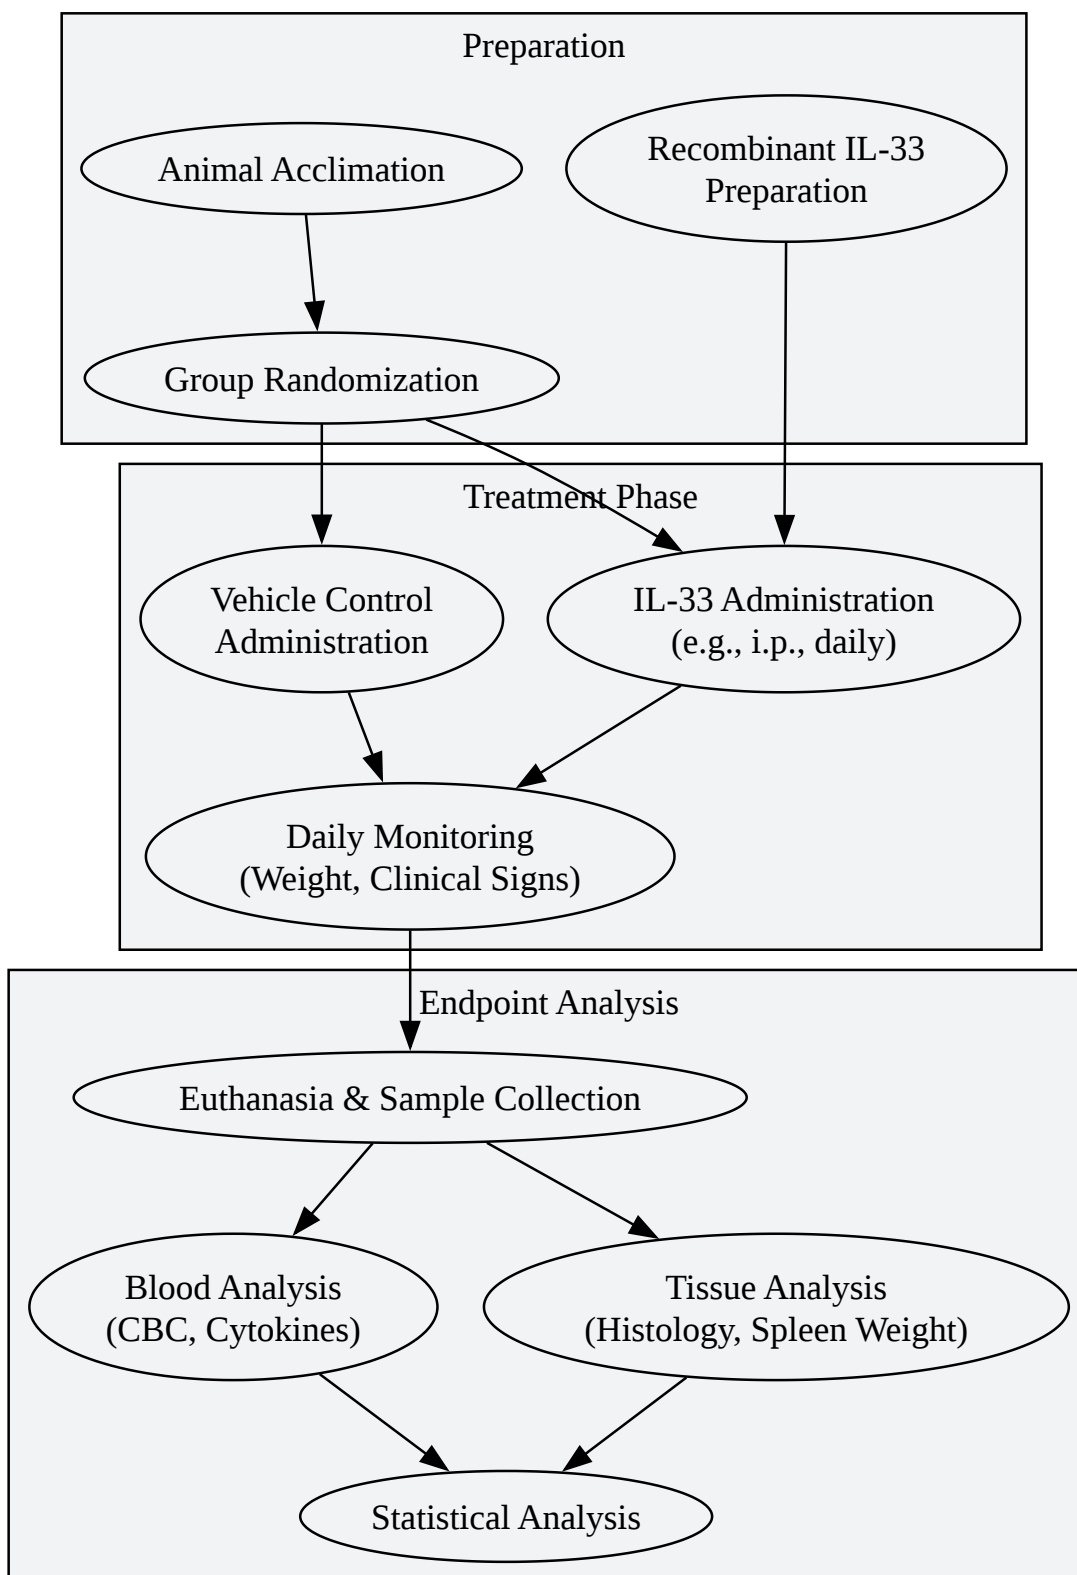 Preparation
Animal Acclimation
Recombinant IL-33
Preparation
Group Randomization
Treatment Phase
Vehicle Control
Administration
IL-33 Administration
(e.g., i.p., daily)
Daily Monitoring
(Weight, Clinical Signs)
Endpoint Analysis
Euthanasia & Sample Collection
Blood Analysis
(CBC, Cytokines)
Tissue Analysis
(Histology, Spleen Weight)
Statistical Analysis